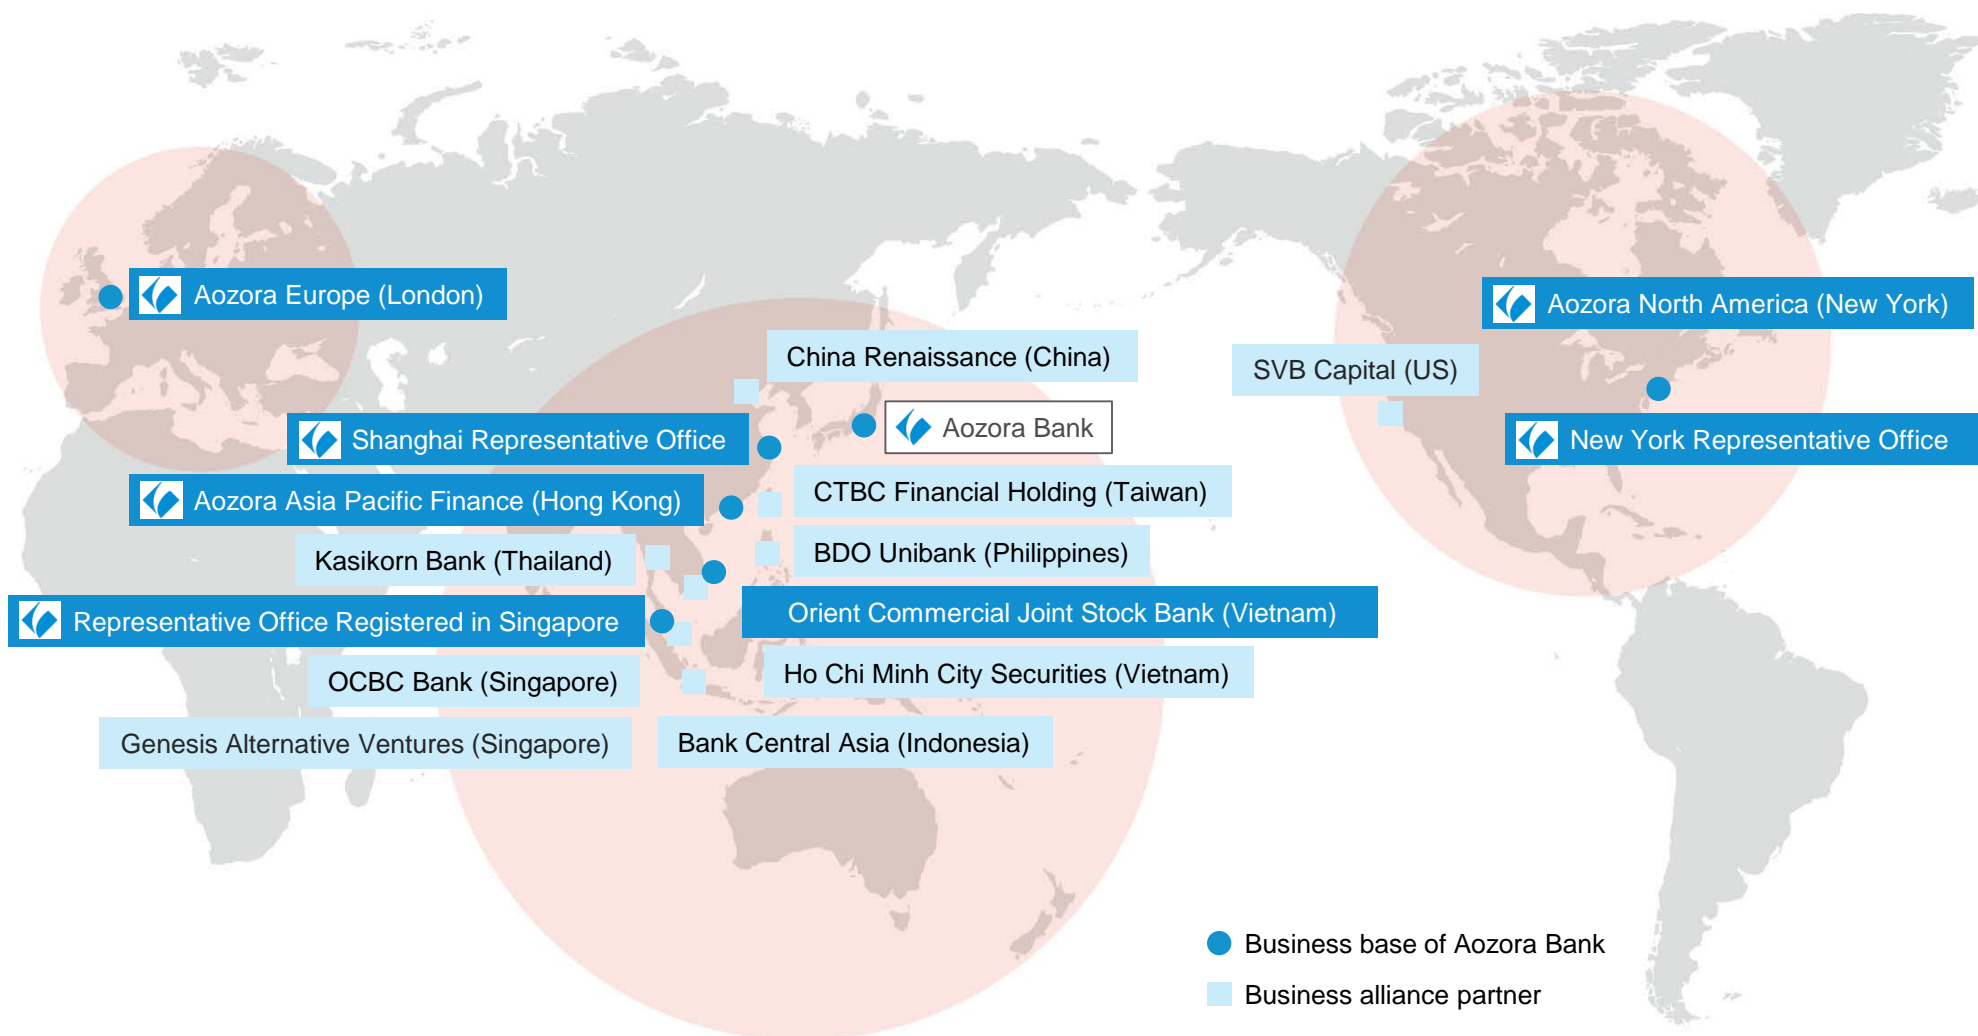 Aozora Europe (London)
Aozora North America (New York)
China Renaissance (China)
SVB Capital (US)
Aozora Bank
Shanghai Representative Office
New York Representative Office
Aozora Asia Pacific Finance (Hong Kong)
CTBC Financial Holding (Taiwan)
Kasikorn Bank (Thailand)
BDO Unibank (Philippines)
Representative Office Registered in Singapore
Orient Commercial Joint Stock Bank (Vietnam)
OCBC Bank (Singapore)
Ho Chi Minh City Securities (Vietnam)
Genesis Alternative Ventures (Singapore)
Bank Central Asia (Indonesia)
Business base of Aozora Bank
Business alliance partner